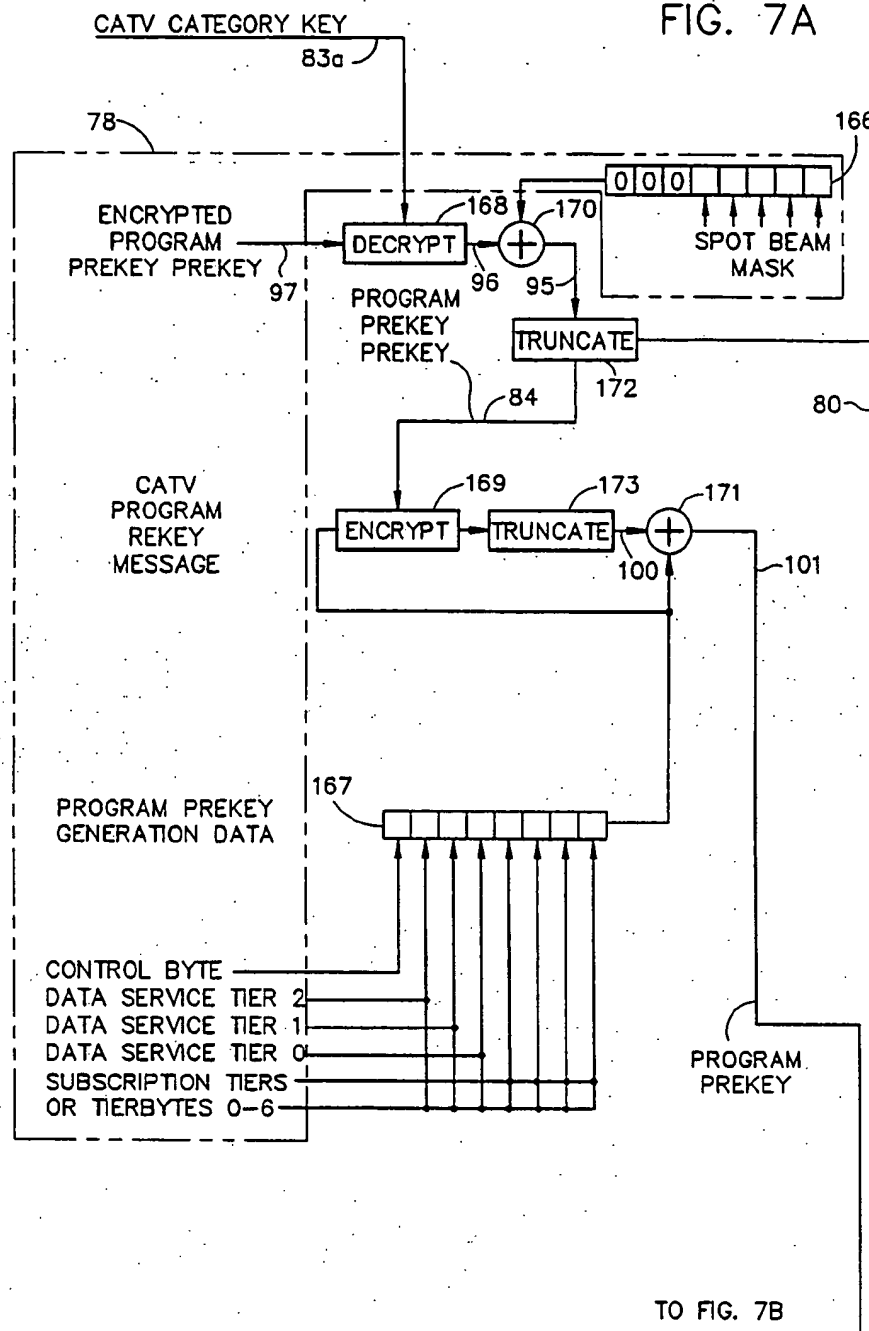 FIG. 7A
CATV CATEGORY KEY
83a
78
166
0 0 0
ENCRYPTED
PROGRAM
PREKEY PREKEY
97
168
DECRYPT
96
170
+
95
SPOT BEAM
MASK
PROGRAM
PREKEY
PREKEY
TRUNCATE
172
84
80
CATV
PROGRAM
REKEY
MESSAGE
169
ENCRYPT
173
TRUNCATE
100
171
+
101
PROGRAM PREKEY
GENERATION DATA
167
CONTROL BYTE
DATA SERVICE TIER 2
DATA SERVICE TIER 1
DATA SERVICE TIER 0
SUBSCRIPTION TIERS
OR TIERBYTES 0-6
PROGRAM
PREKEY
TO FIG. 7B